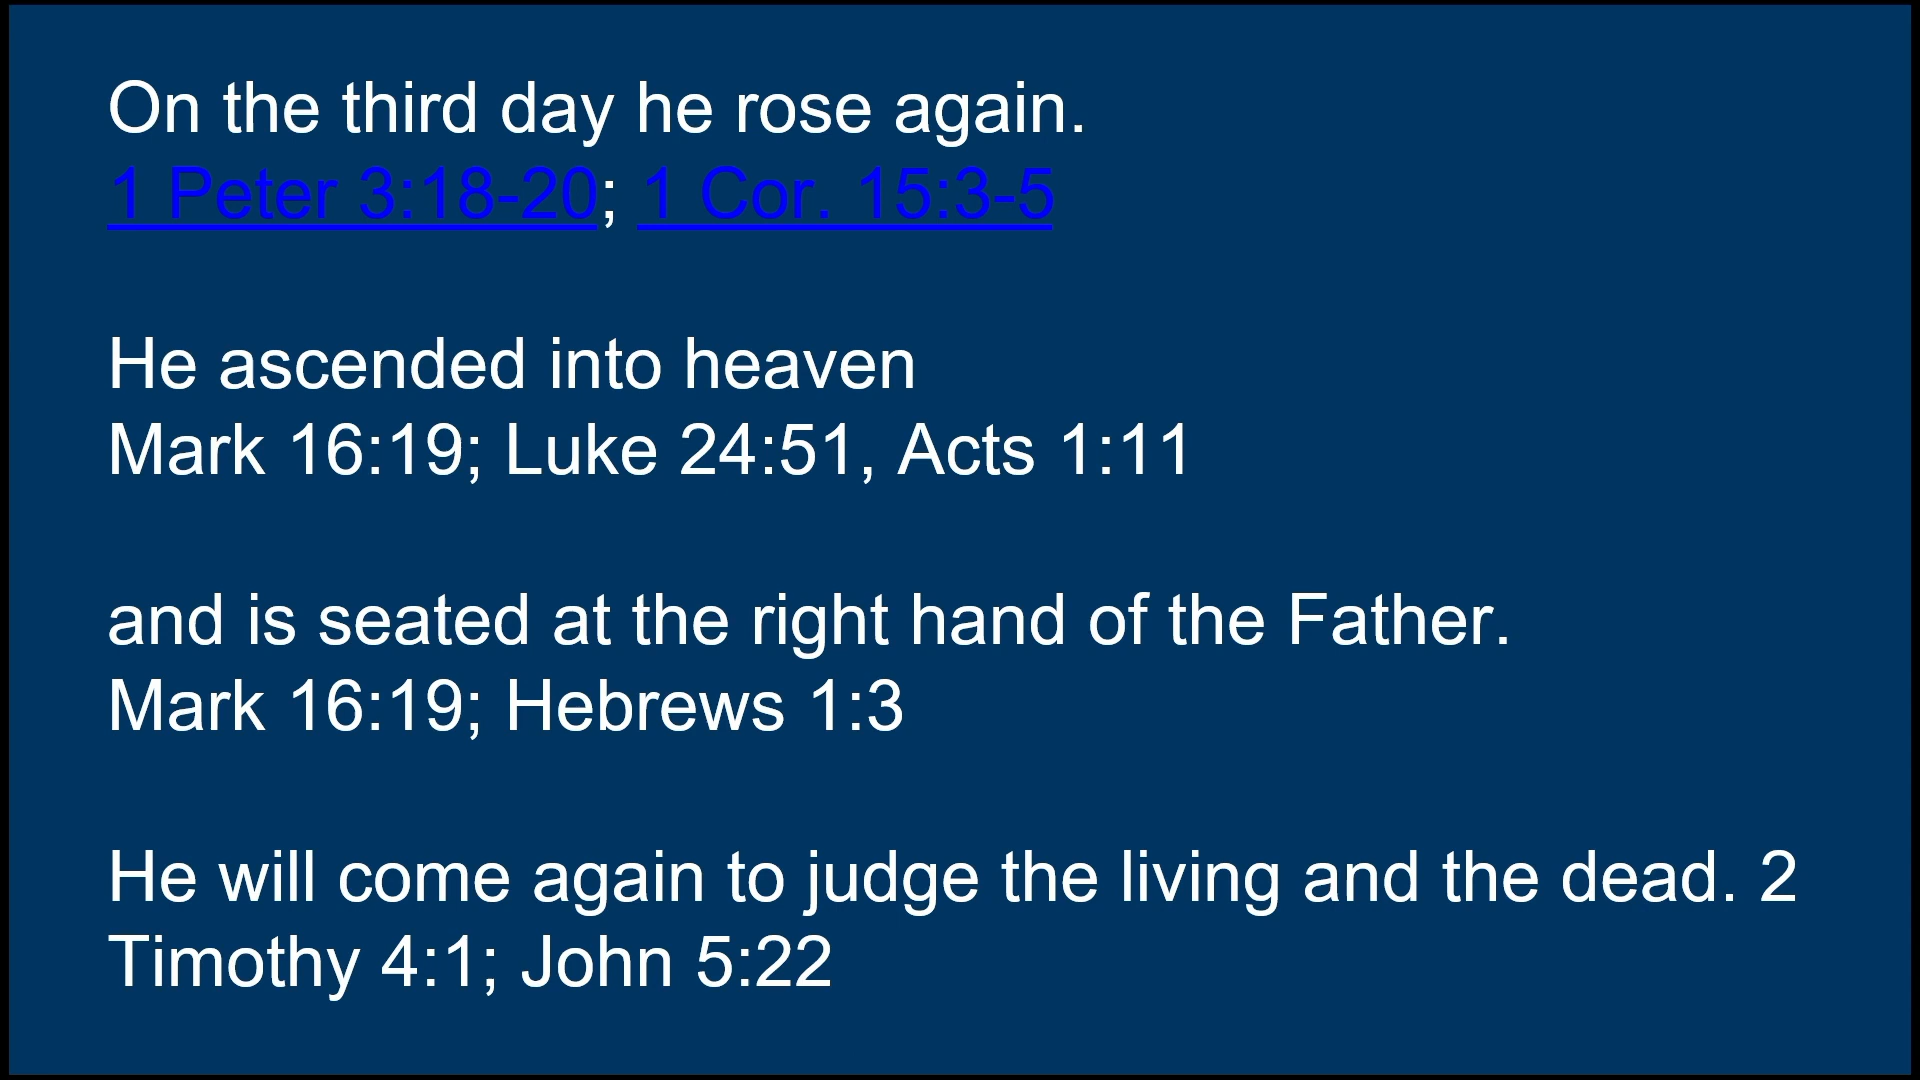 On the third day he rose again.
1 Peter 3:18-20; 1 Cor. 15:3-5
He ascended into heaven
Mark 16:19; Luke 24:51, Acts 1:11
and is seated at the right hand of the Father.
Mark 16:19; Hebrews 1:3
He will come again to judge the living and the dead. 2
Timothy 4:1; John 5:22